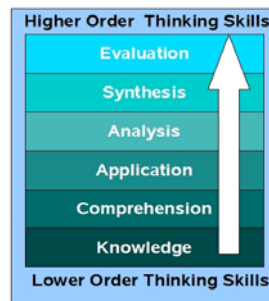 Higher Order Thinking Skills
Evaluation
Synthesis
Analysis
Application
Comprehension
Knowledge
Lower Order Thinking Skills